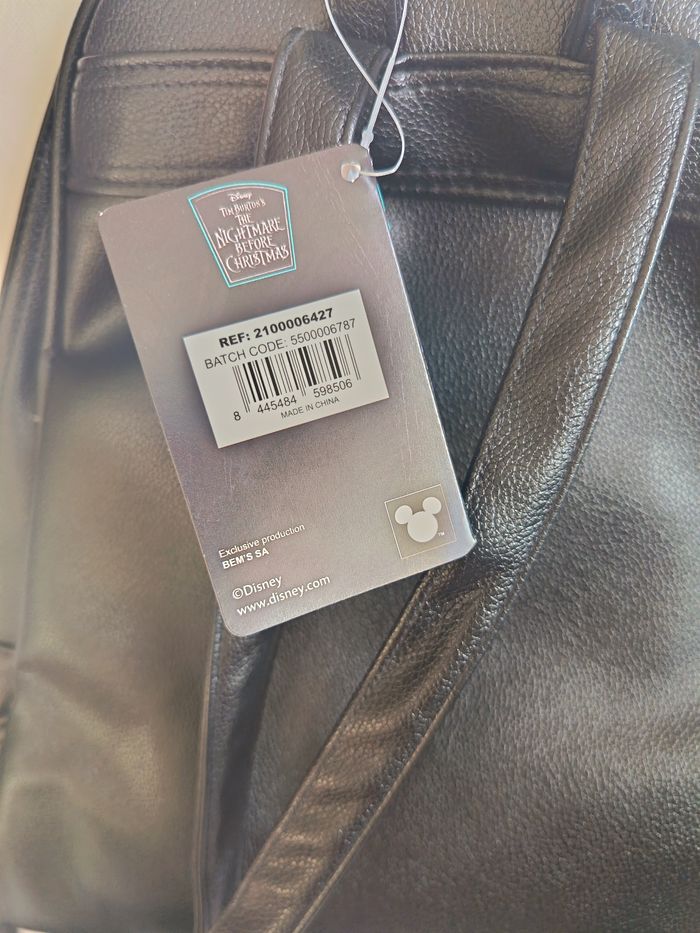 Disney
TIM BURTON'S
THE
NIGHTMARE
BEFORE
CHRISTMAS
REF: 2100006427
BATCH CODE: 5500006787
8 445484 598506
MADE IN CHINA
Exclusive production
BEM'S SA
©Disney
www.disney.com
TM